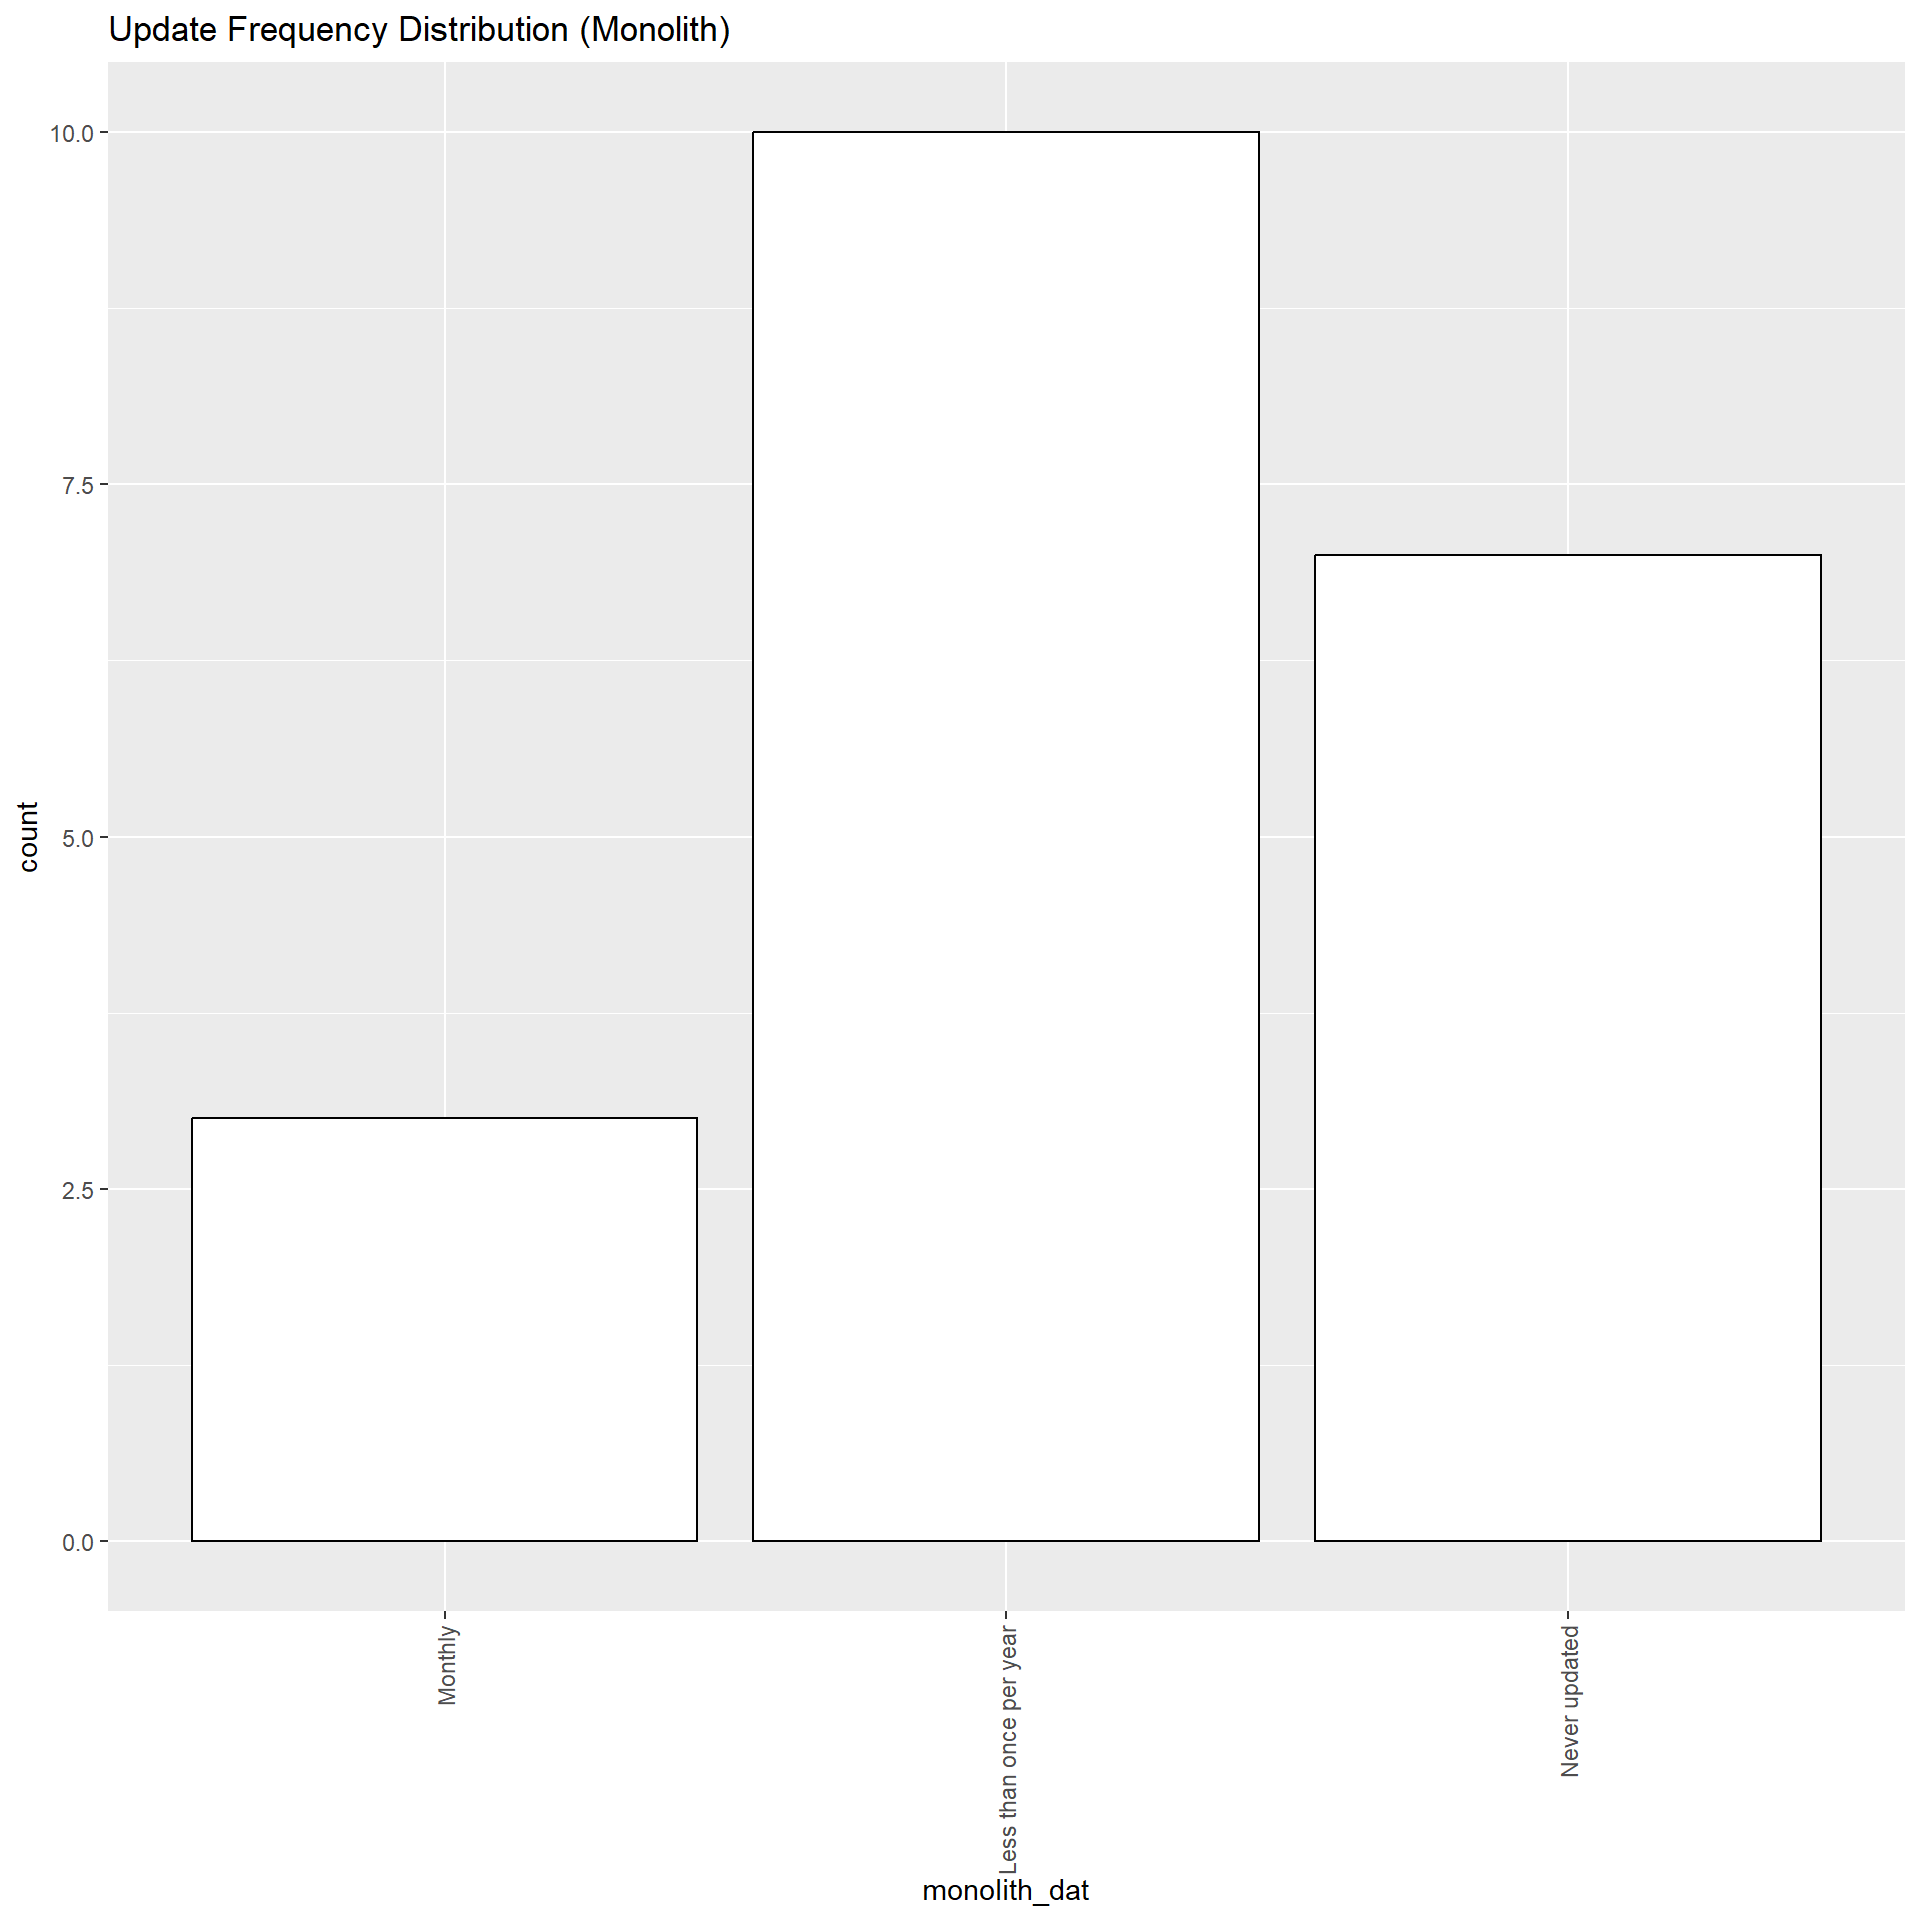 Update Frequency Distribution (Monolith)
count
10.0
7.5
5.0
2.5
0.0
Monthly
Less than once per year
Never updated
monolith_dat